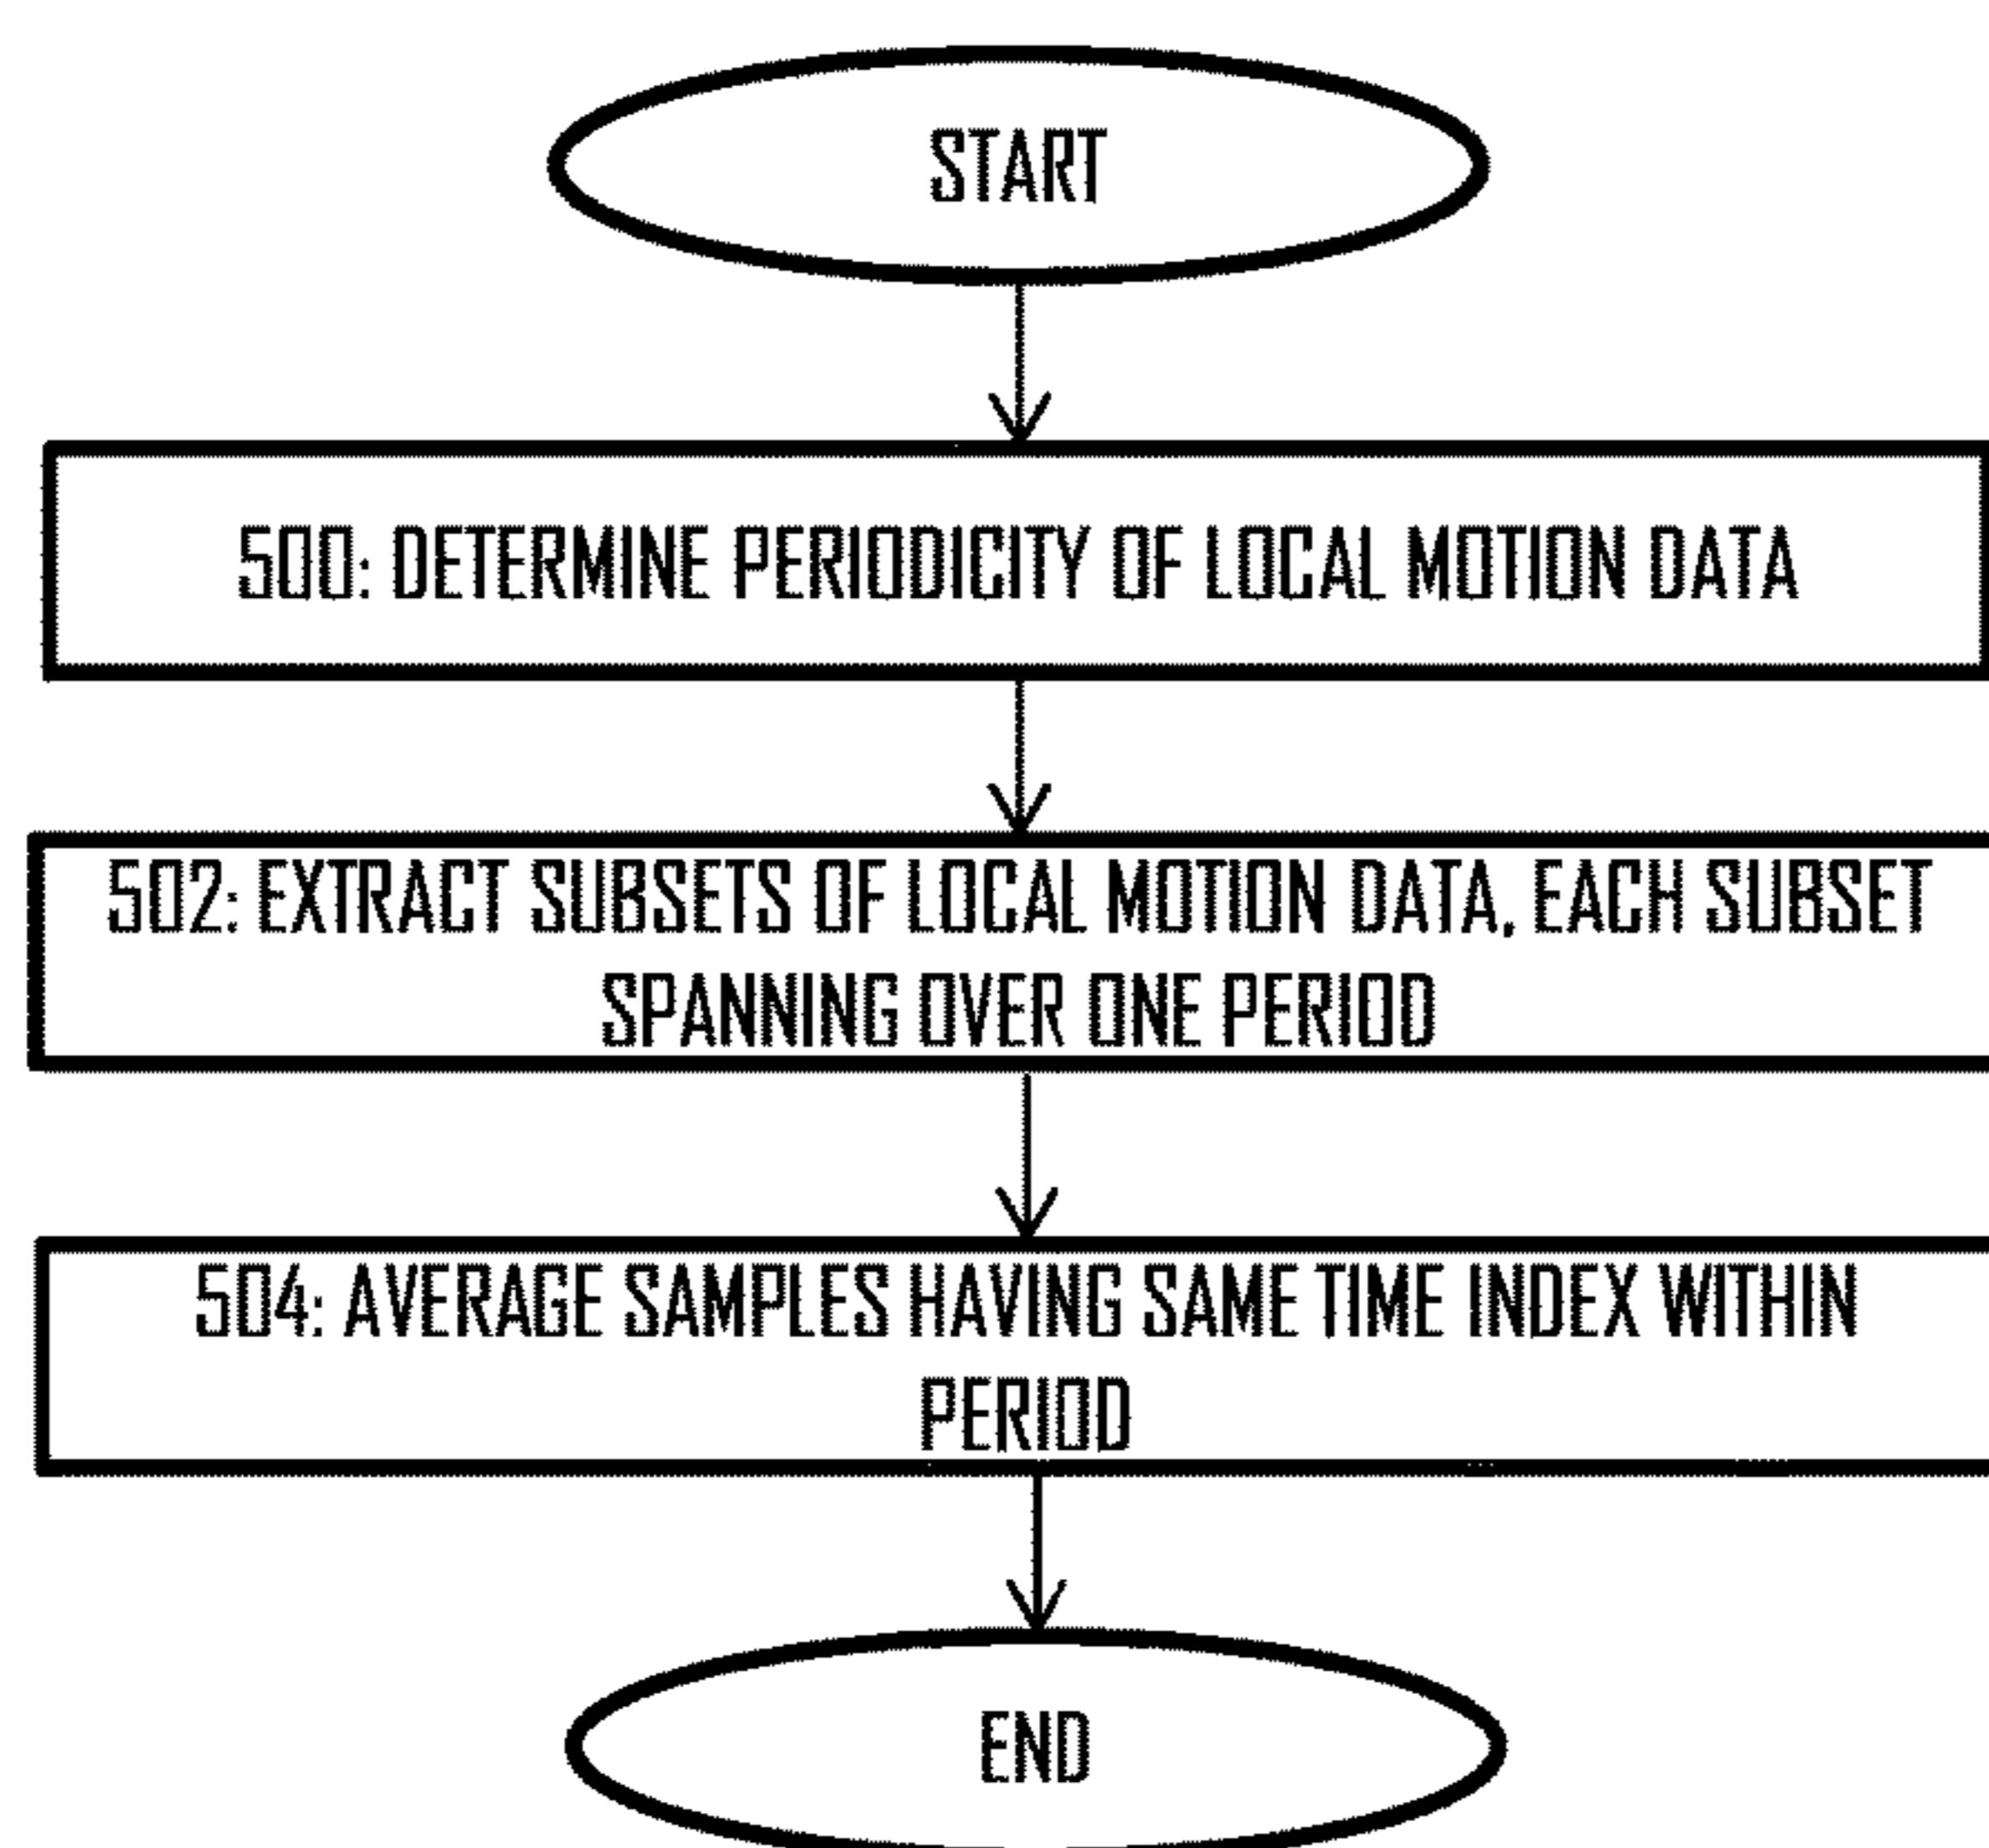 START
500: DETERMINE PERIODICITY OF LOCAL MOTION DATA
502: EXTRACT SUBSETS OF LOCAL MOTION DATA, EACH SUBSET
SPANNING OVER ONE PERIOD
504: AVERAGE SAMPLES HAVING SAME TIME INDEX WITHIN
PERIOD
END